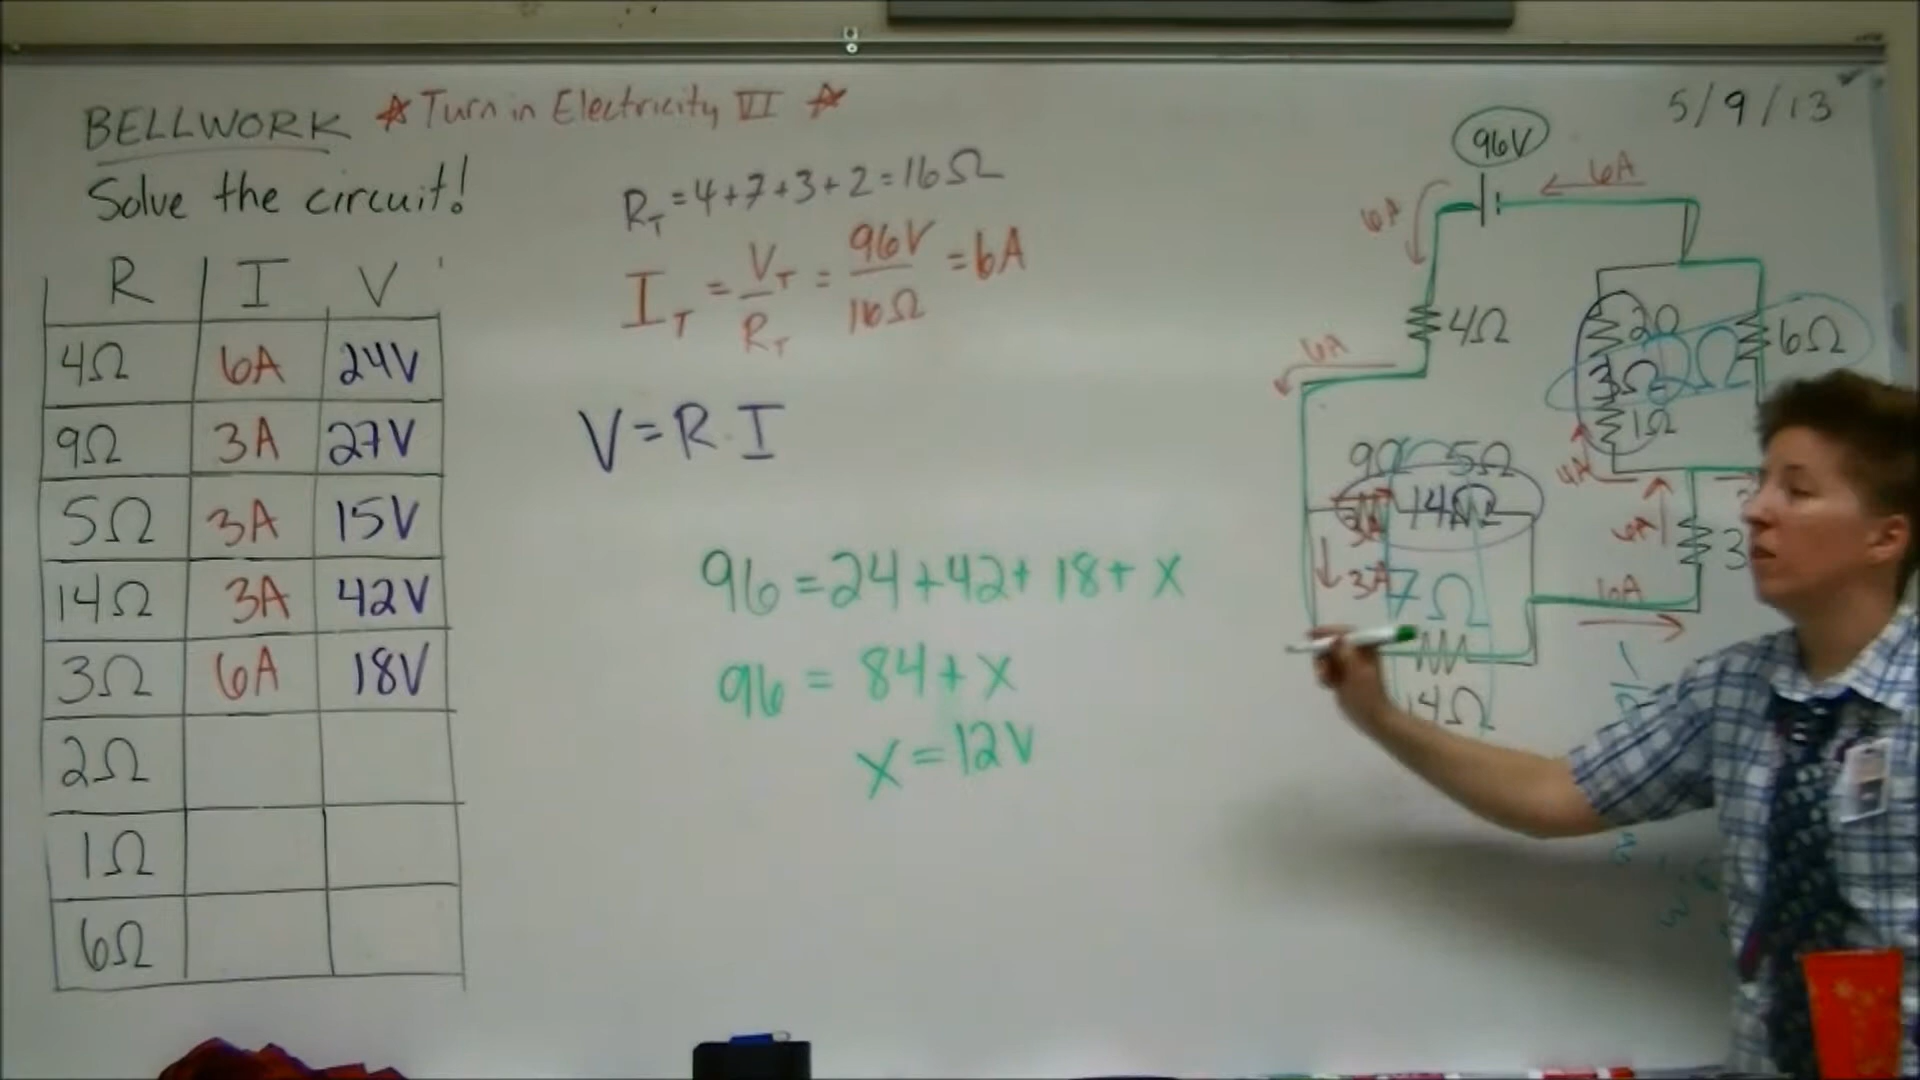 BELLWORK ☆ Turn in Electricity VI ☆
Solve the circuit!
R I V
4Ω 6A 24V
9Ω 3A 27V
5Ω 3A 15V
14Ω 3A 42V
3Ω 6A 18V
2Ω
1Ω
6Ω
R_T = 4+7+3+2 = 16Ω
I_T = V_T / R_T = 96V / 16Ω = 6A
V = R · I
96 = 24 + 42 + 18 + x
96 = 84 + x
x = 12V
5/9/13
96V
6A
6A
4Ω
2Ω
6Ω
6A
3Ω
1Ω
9Ω 5Ω
4A
14Ω
3A
6A
3
3A
7Ω
6A
14Ω